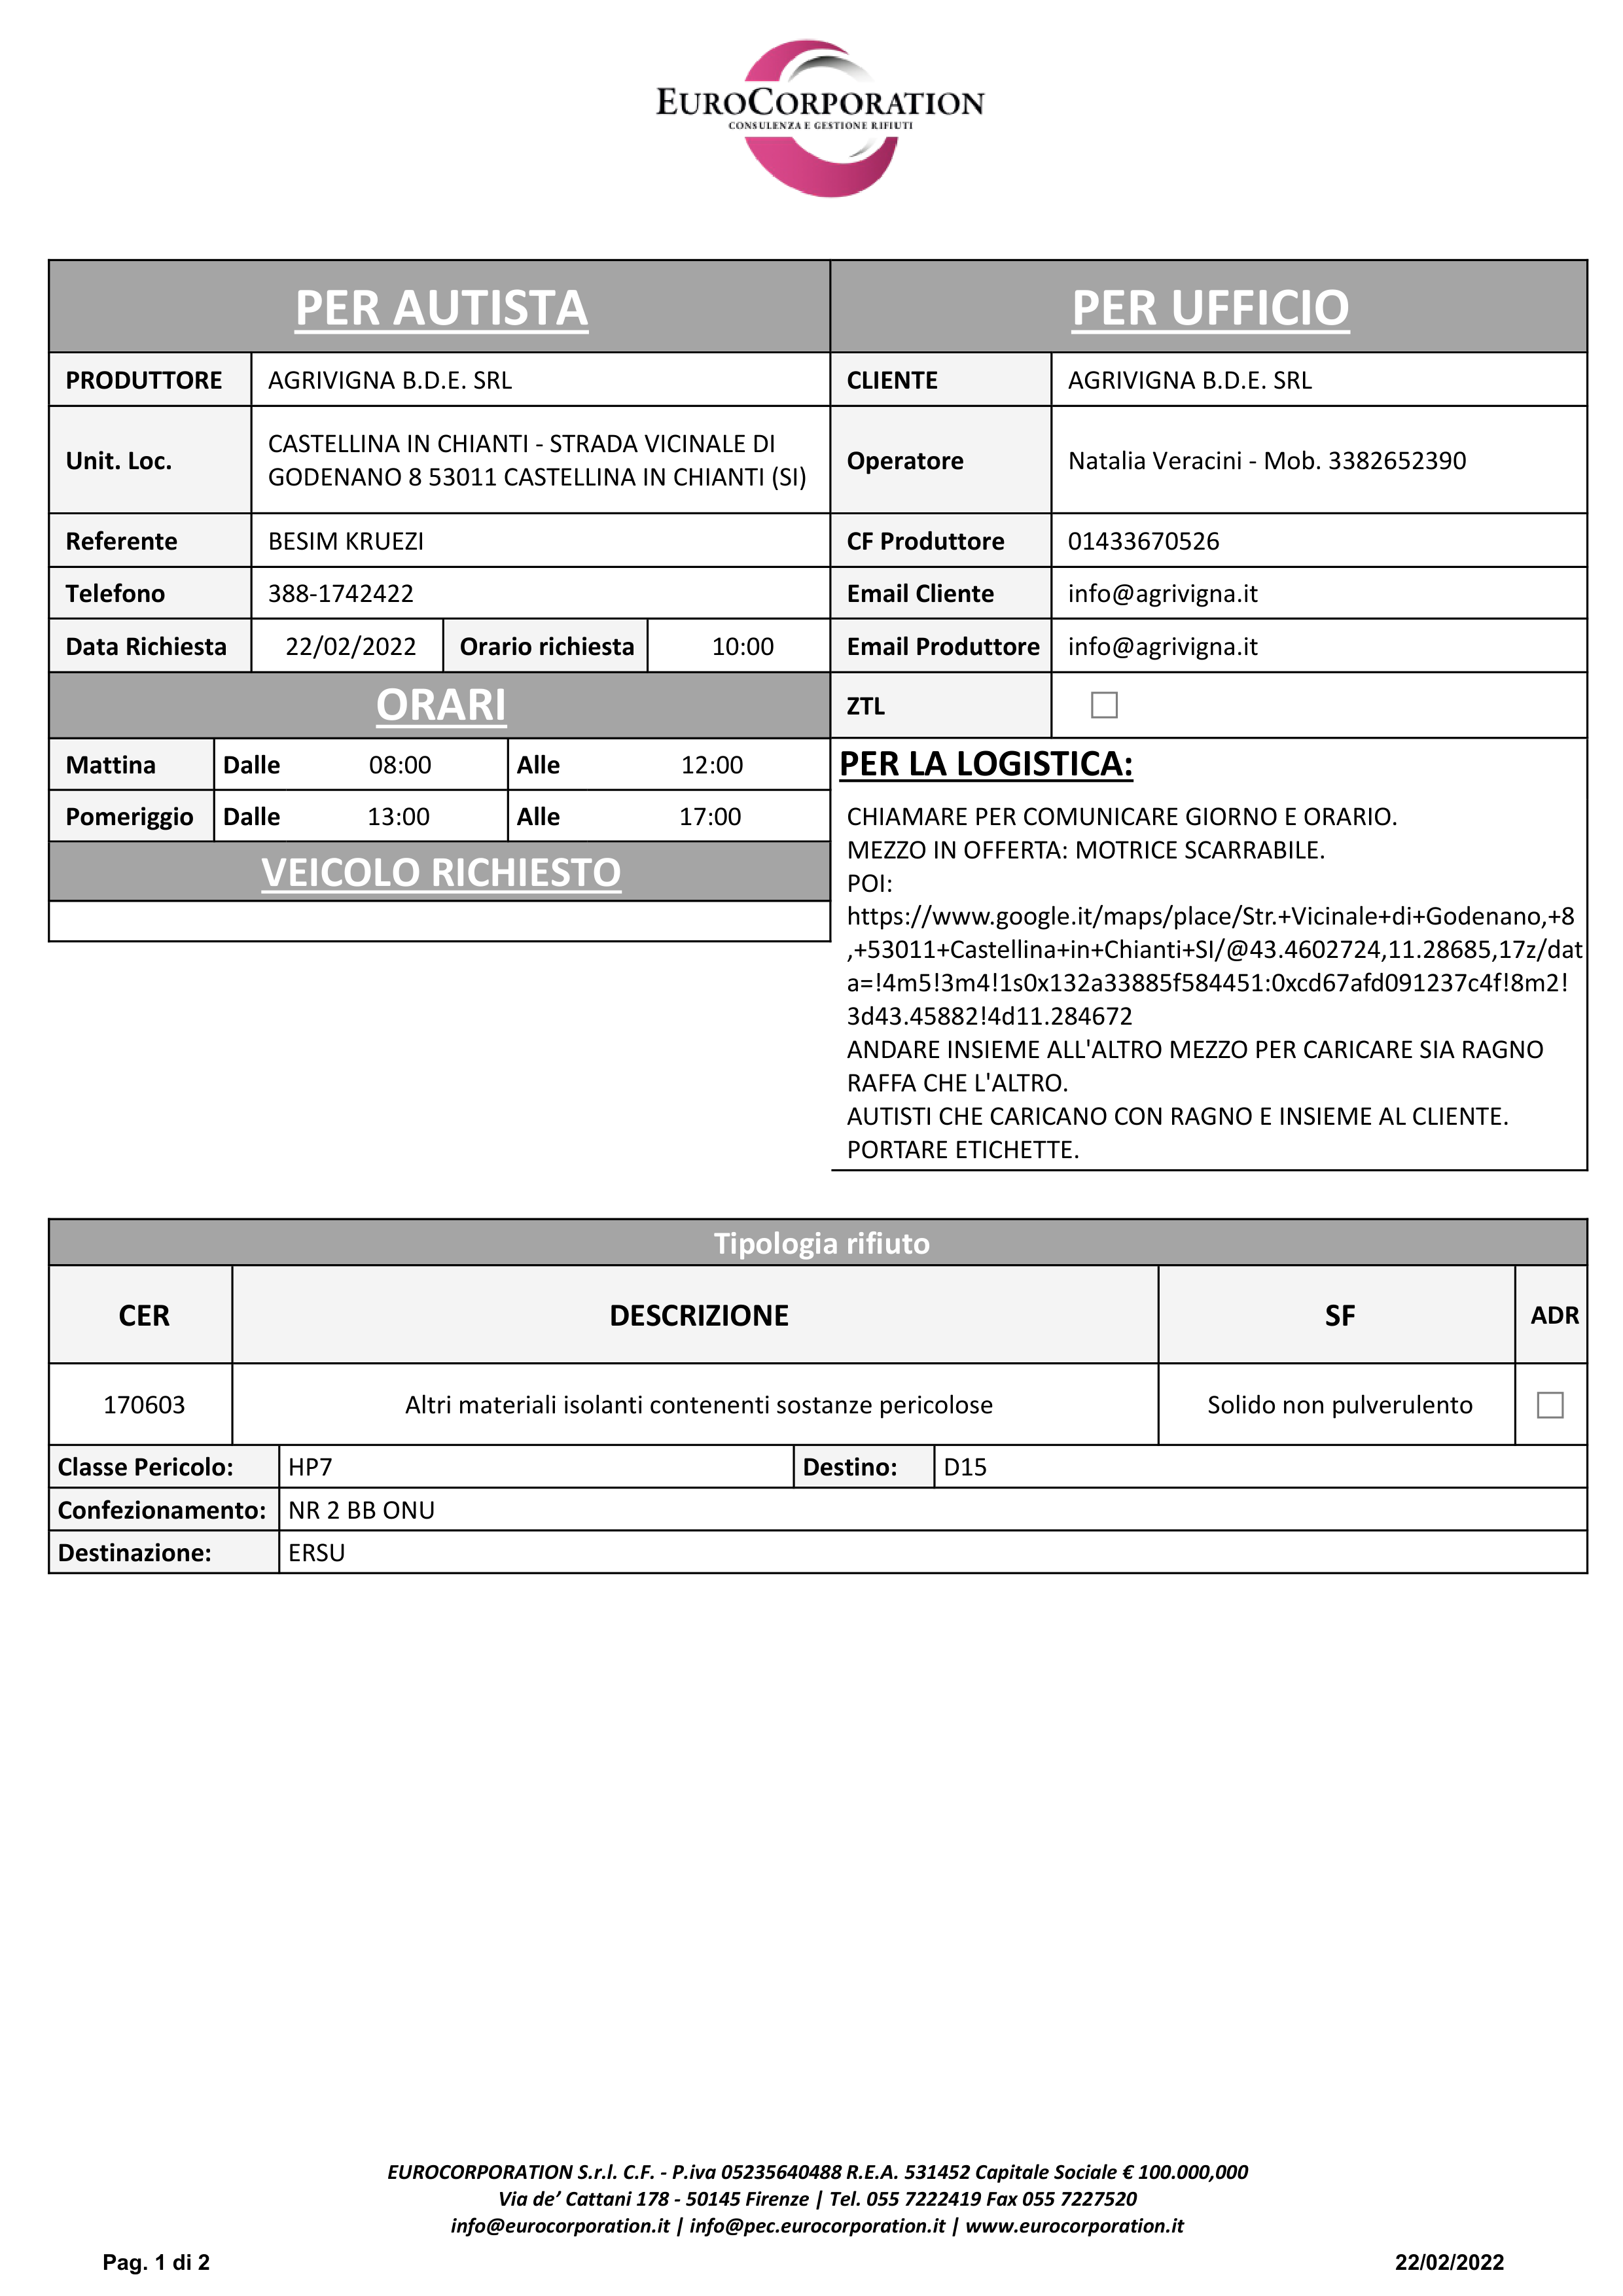 EUROCORPORATION
CONSULENZA E GESTIONE RIFIUTI
PER AUTISTA
PRODUTTORE AGRIVIGNA B.D.E. SRL
Unit. Loc. CASTELLINA IN CHIANTI - STRADA VICINALE DI
GODENANO 8 53011 CASTELLINA IN CHIANTI (SI)
Referente BESIM KRUEZI
Telefono 388-1742422
Data Richiesta 22/02/2022 Orario richiesta 10:00
ORARI
Mattina Dalle 08:00 Alle 12:00
Pomeriggio Dalle 13:00 Alle 17:00
VEICOLO RICHIESTO
PER UFFICIO
CLIENTE AGRIVIGNA B.D.E. SRL
Operatore Natalia Veracini - Mob. 3382652390
CF Produttore 01433670526
Email Cliente info@agrivigna.it
Email Produttore info@agrivigna.it
ZTL
PER LA LOGISTICA:
CHIAMARE PER COMUNICARE GIORNO E ORARIO.
MEZZO IN OFFERTA: MOTRICE SCARRABILE.
POI:
https://www.google.it/maps/place/Str.+Vicinale+di+Godenano,+8
,+53011+Castellina+in+Chianti+SI/@43.4602724,11.28685,17z/dat
a=!4m5!3m4!1s0x132a33885f584451:0xcd67afd091237c4f!8m2!
3d43.45882!4d11.284672
ANDARE INSIEME ALL'ALTRO MEZZO PER CARICARE SIA RAGNO
RAFFA CHE L'ALTRO.
AUTISTI CHE CARICANO CON RAGNO E INSIEME AL CLIENTE.
PORTARE ETICHETTE.
Tipologia rifiuto
CER DESCRIZIONE SF ADR
170603 Altri materiali isolanti contenenti sostanze pericolose Solido non pulverulento
Classe Pericolo: HP7 Destino: D15
Confezionamento: NR 2 BB ONU
Destinazione: ERSU
EUROCORPORATION S.r.l. C.F. - P.iva 05235640488 R.E.A. 531452 Capitale Sociale € 100.000,000
Via de’ Cattani 178 - 50145 Firenze | Tel. 055 7222419 Fax 055 7227520
info@eurocorporation.it | info@pec.eurocorporation.it | www.eurocorporation.it
Pag. 1 di 2 22/02/2022